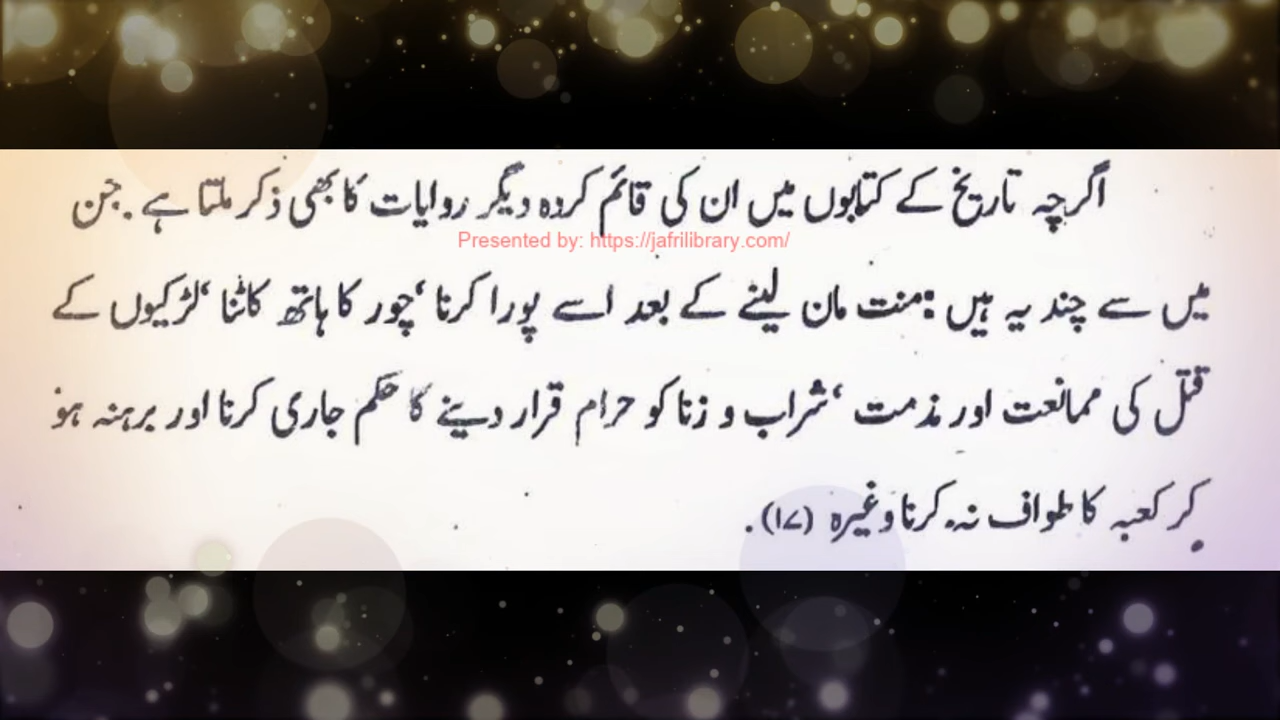 اگرچہ تاریخ کے کتابوں میں ان کی قائم کردہ دیگر روایات کا بھی ذکر ملتا ہے۔ جن
Presented by: https://jafrilibrary.com/
میں سے چند یہ ہیں: منت مان لینے کے بعد اسے پورا کرنا ‘چور کا ہاتھ کاٹنا ‘لڑکیوں کے
قتل کی ممانعت اور مذمت ‘شراب و زنا کو حرام قرار دینے کا حکم جاری کرنا اور برہنہ ہو
کر کعبہ کا طواف نہ کرنا وغیرہ (۱۷)۔